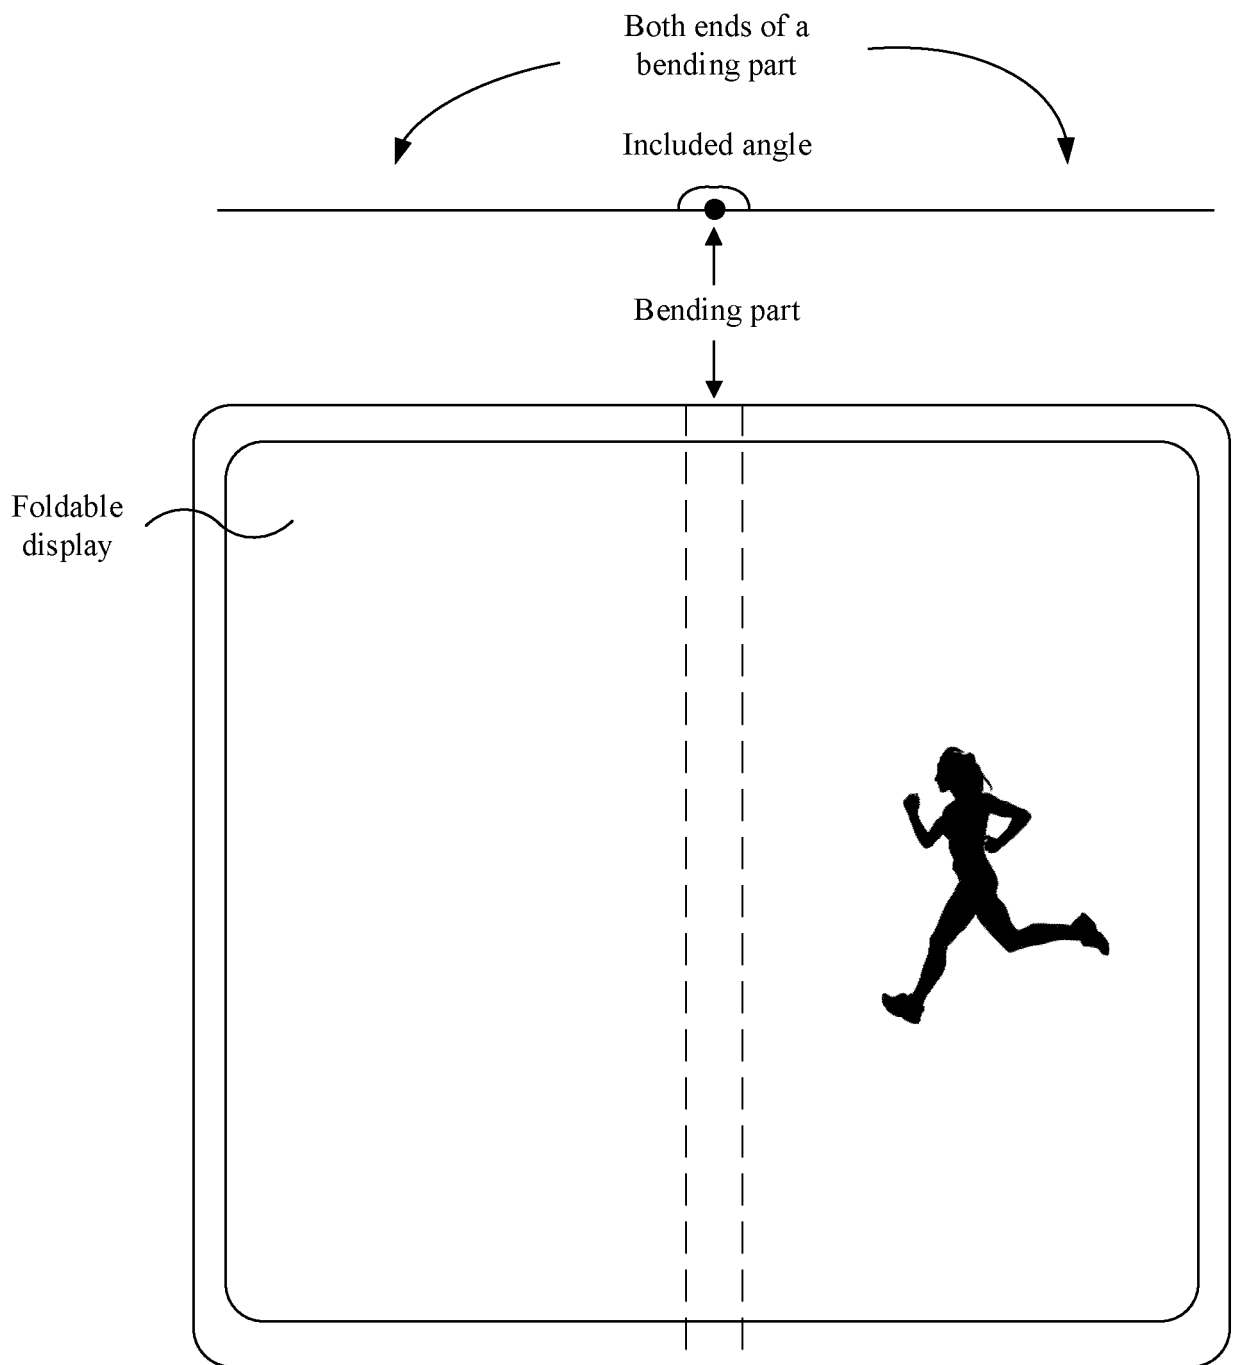 Both ends of a
bending part
Included angle
Bending part
Foldable
display